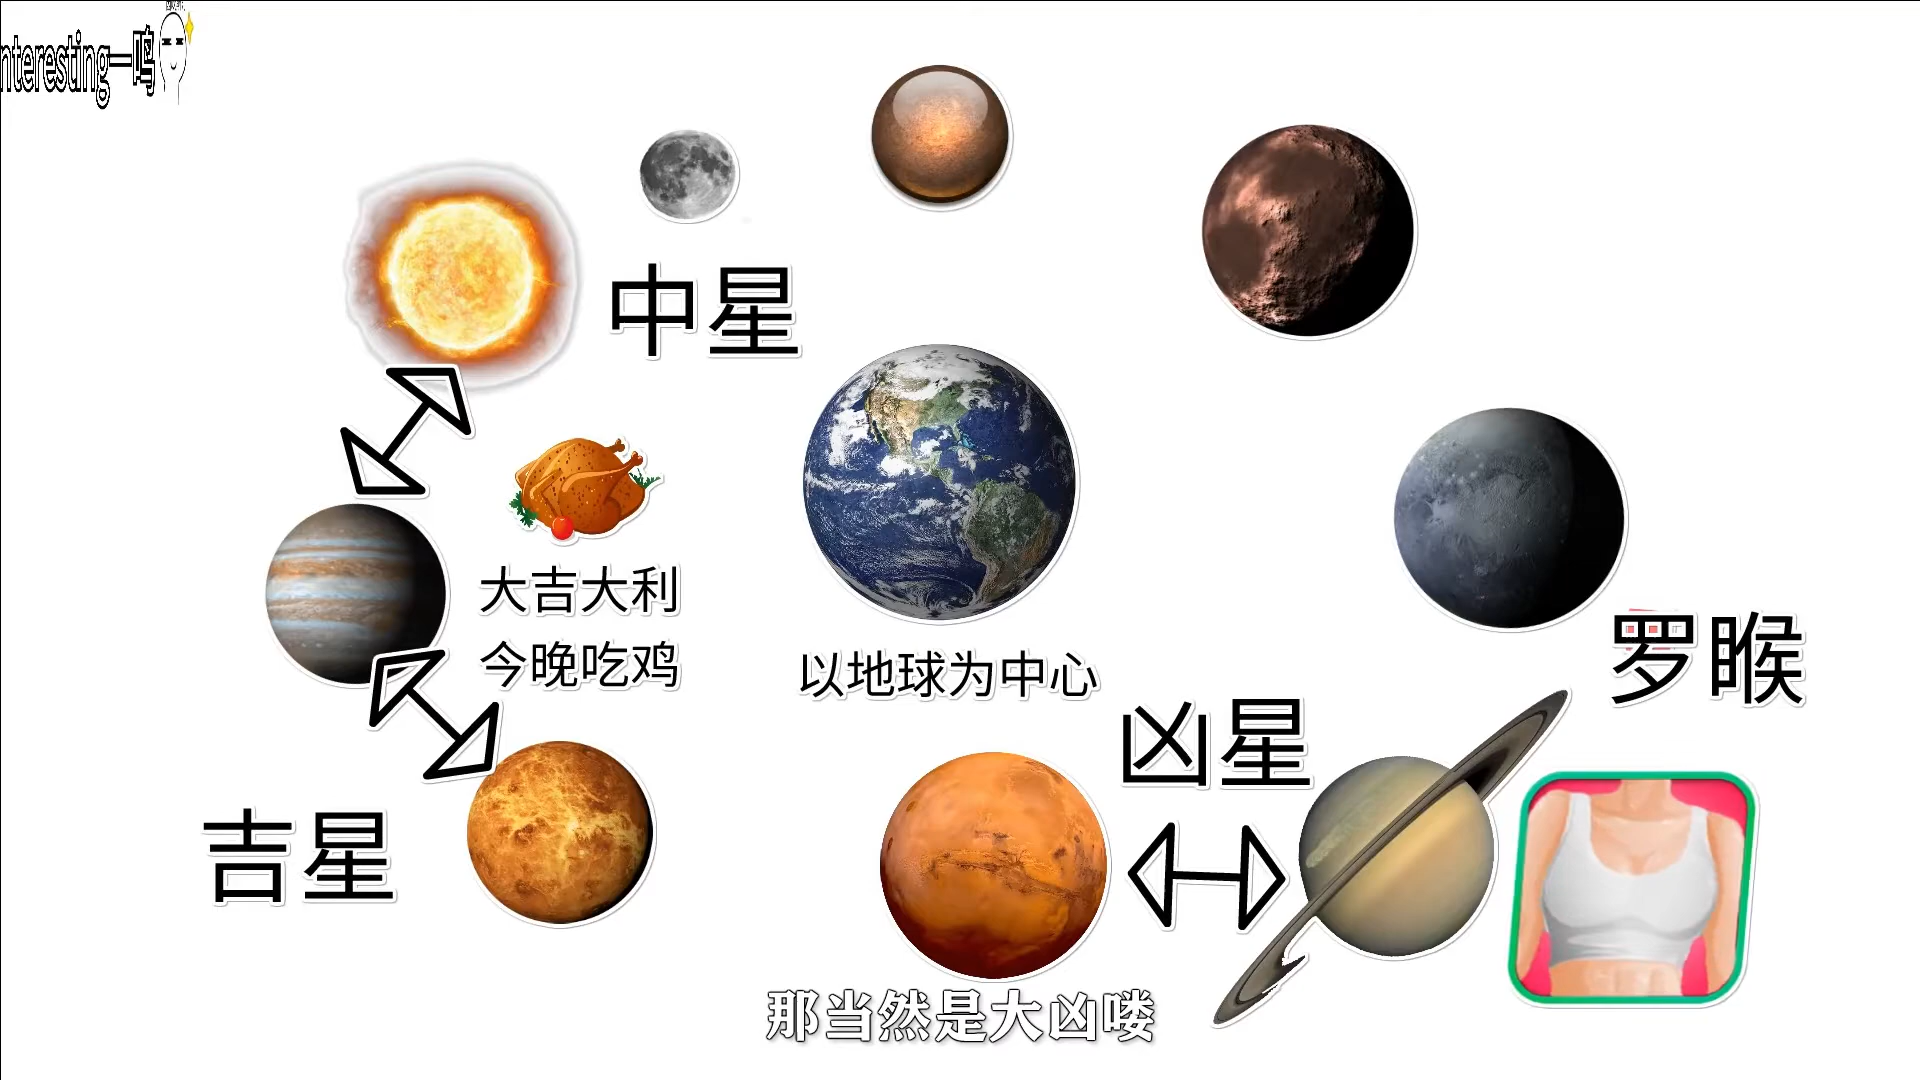 nteresting一鸣
中星
大吉大利
今晚吃鸡
以地球为中心
罗睺
凶星
吉星
那当然是大凶喽